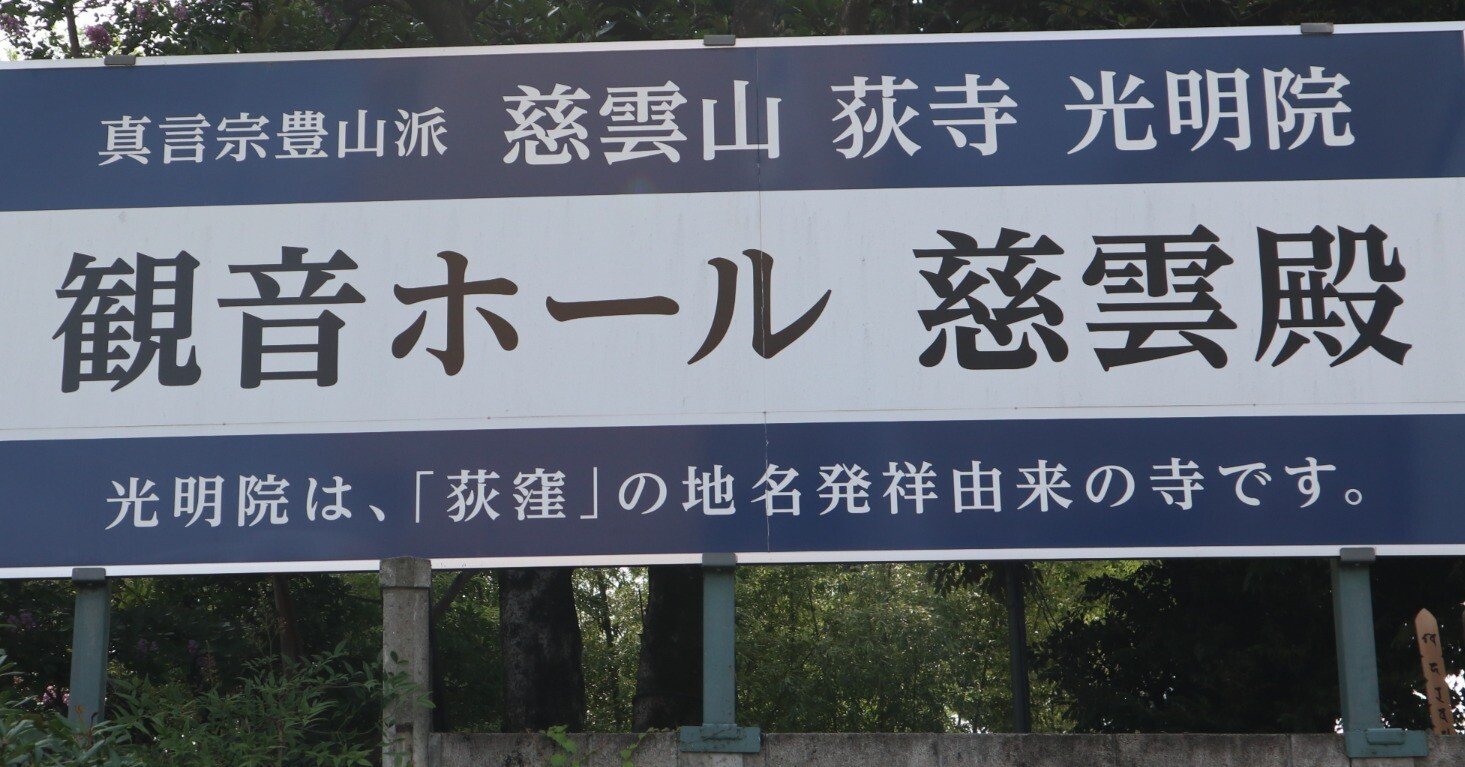 真言宗豊山派 慈雲山 荻寺 光明院
観音ホール 慈雲殿
光明院は、「荻窪」の地名発祥由来の寺です。